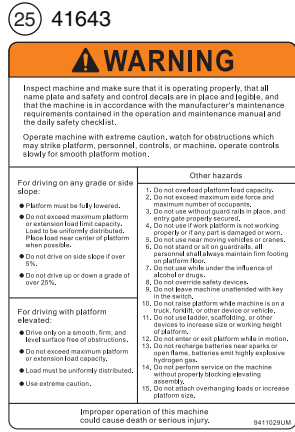 25 41643
WARNING
Inspect machine and make sure that it is operating properly, that all
name plate and safety and control decals are in place and legible, and
that the machine is in accordance with the manufacturer's maintenance
requirements contained in the operation and maintenance manual and
the daily safety checklist.
Operate machine with extreme caution, watch for obstructions which
may strike platform, personnel, controls, or machine. operate controls
slowly for smooth platform motion.
For driving on any grade or side
slope:
● Platform must be fully lowered.
● Do not exceed maximum platform
or extension load limit capacity.
Load to be uniformly distributed.
Place load near center of platform
when possible.
● Do not drive on side slope if over
5%.
● Do not drive up or down a grade of
over 25%.
For driving with platform
elevated:
● Drive only on a smooth, firm, and
level surface free of obstructions.
● Do not exceed maximum platform
or extension load capacity.
● Load must be uniformly distributed.
● Use extreme caution.
Other hazards
1. Do not overload platform load capacity.
2. Do not exceed maximum side force and
maximum number of occupants.
3. Do not use without guard rails in place, and
entry gate properly secured.
4. Do not use if work platform is not working
properly or if any part is damaged or worn.
5. Do not use near moving vehicles or cranes.
6. Do not stand or sit on guardrails. all
personnel shall always maintain firm footing
on platform floor.
7. Do not use while under the influence of
alcohol or drugs.
8. Do not override safety devices.
9. Do not leave machine unattended with key
in the switch.
10. Do not raise platform while machine is on a
truck, forklift, or other device or vehicle.
11. Do not use ladder, scaffolding, or other
devices to increase size or working height
of platform.
12. Do not enter or exit platform while in motion.
13. Do not recharge batteries near sparks or
open flame, batteries emit highly explosive
hydrogen gas.
14. Do not perform service on the machine
without properly blocking elevating
assembly.
15. Do not attach overhanging loads or increase
platform size.
Improper operation of this machine
could cause death or serious injury.
9411029UM